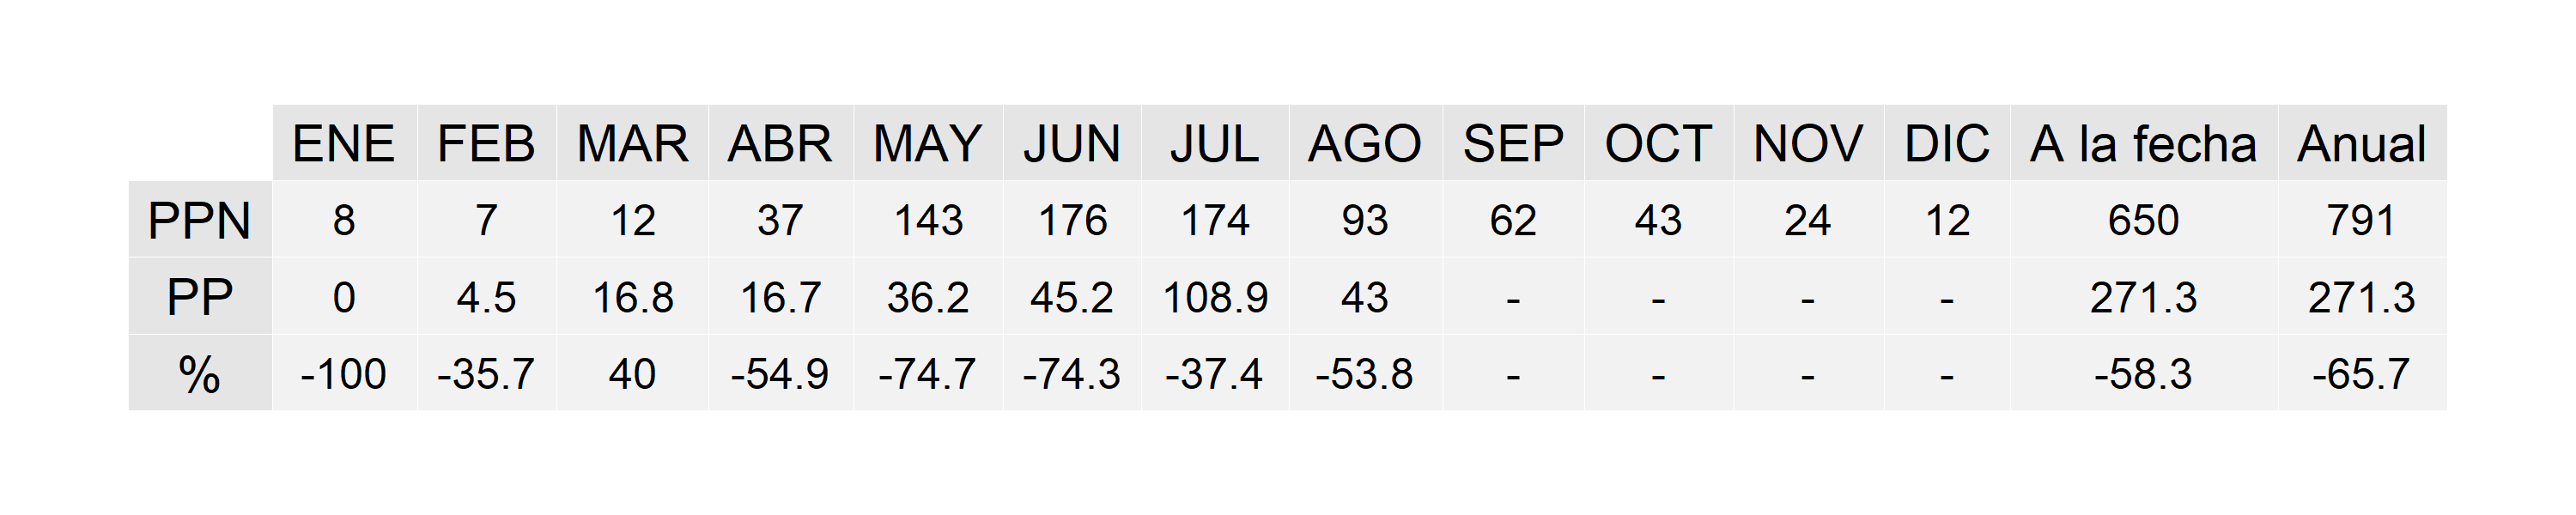 ENE FEB MAR ABR MAY JUN JUL AGO SEP OCT NOV DIC A la fecha Anual
PPN 8 7 12 37 143 176 174 93 62 43 24 12 650 791
PP 0 4.5 16.8 16.7 36.2 45.2 108.9 43 - - - - 271.3 271.3
% -100 -35.7 40 -54.9 -74.7 -74.3 -37.4 -53.8 - - - - -58.3 -65.7